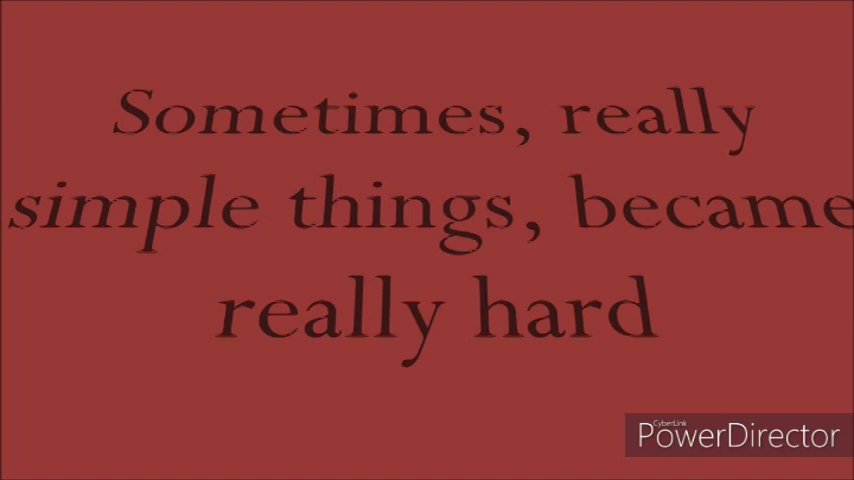 Sometimes, really
simple things, became
really hard
CyberLink
PowerDirector